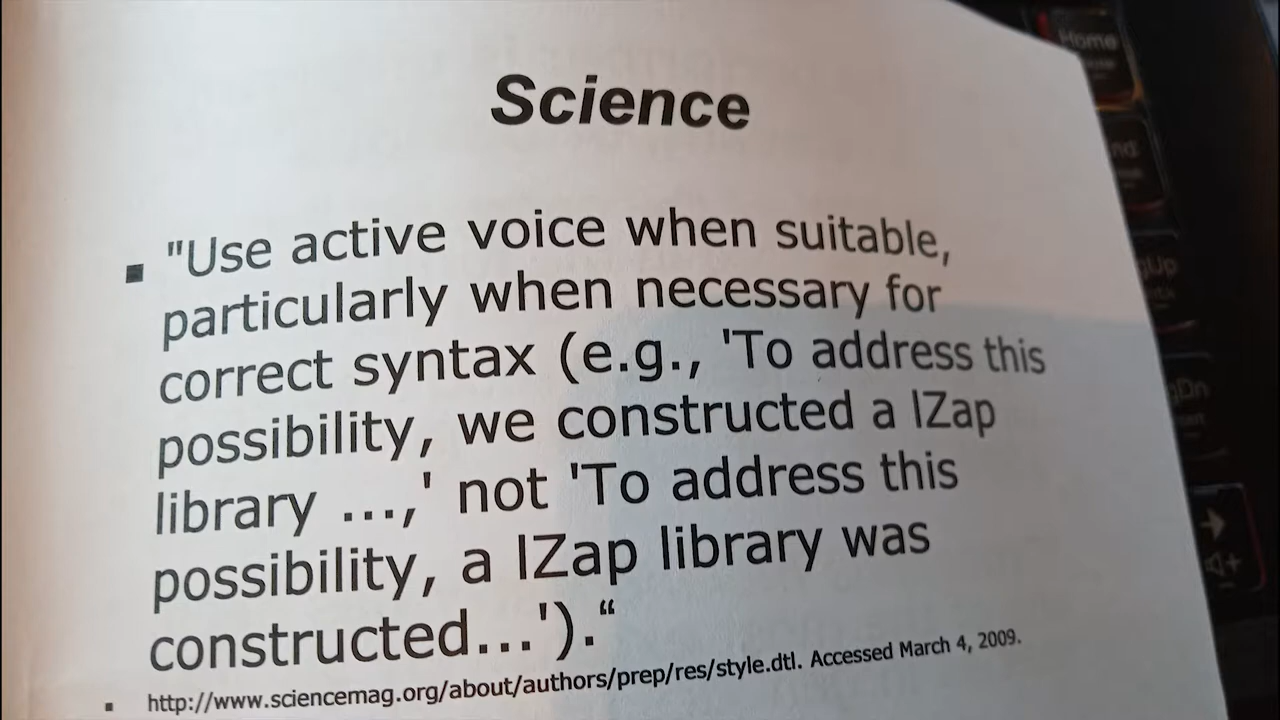 Science
▪ "Use active voice when suitable,
particularly when necessary for
correct syntax (e.g., 'To address this
possibility, we constructed a lZap
library ...,' not 'To address this
possibility, a lZap library was
constructed...').“
▪ http://www.sciencemag.org/about/authors/prep/res/style.dtl. Accessed March 4, 2009.
Home